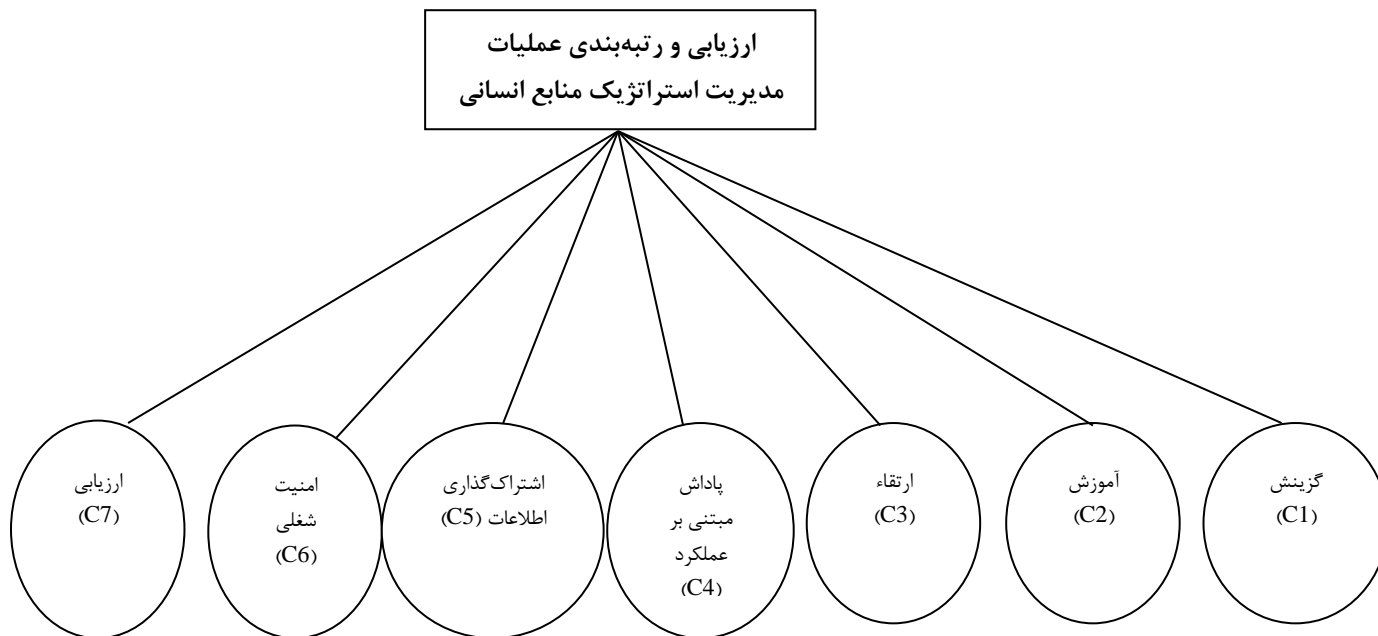 ارزیابی و رتبه‌بندی عملیات
مدیریت استراتژیک منابع انسانی
گزینش
(C1)
آموزش
(C2)
ارتقاء
(C3)
پاداش
مبتنی بر
عملکرد
(C4)
اشتراک‌گذاری
اطلاعات (C5)
امنیت
شغلی
(C6)
ارزیابی
(C7)